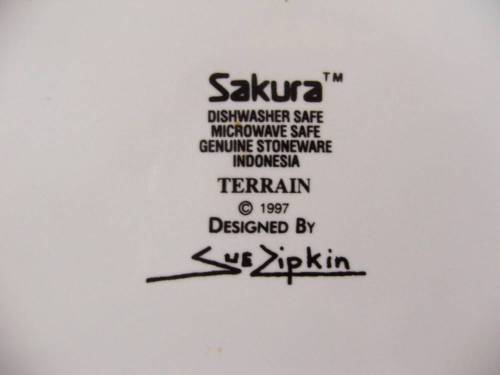 Sakura™
DISHWASHER SAFE
MICROWAVE SAFE
GENUINE STONEWARE
INDONESIA
TERRAIN
© 1997
DESIGNED BY
SUE Zipkin